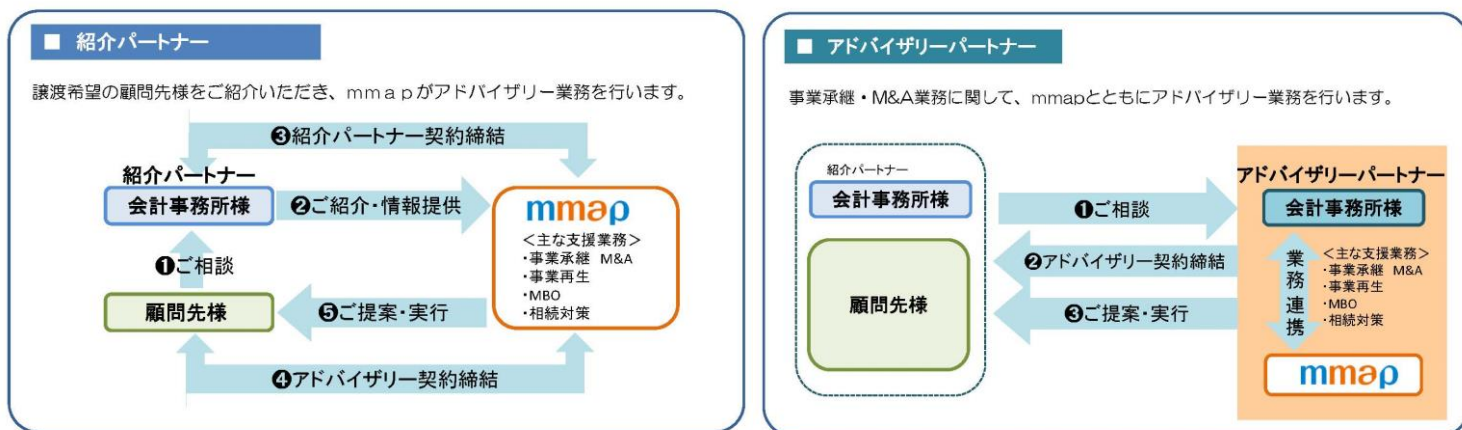 ■ 紹介パートナー
譲渡希望の顧問先様をご紹介いただき、mmapがアドバイザリー業務を行います。
❸紹介パートナー契約締結
紹介パートナー
会計事務所様
❷ご紹介・情報提供
mmap
＜主な支援業務＞
・事業承継 M&A
・事業再生
・MBO
・相続対策
❶ご相談
顧問先様
❺ご提案・実行
❹アドバイザリー契約締結
■ アドバイザリーパートナー
事業承継・M&A業務に関して、mmapとともにアドバイザリー業務を行います。
紹介パートナー
会計事務所様
顧問先様
❶ご相談
❷アドバイザリー契約締結
❸ご提案・実行
アドバイザリーパートナー
会計事務所様
業務連携
＜主な支援業務＞
・事業承継 M&A
・事業再生
・MBO
・相続対策
mmap